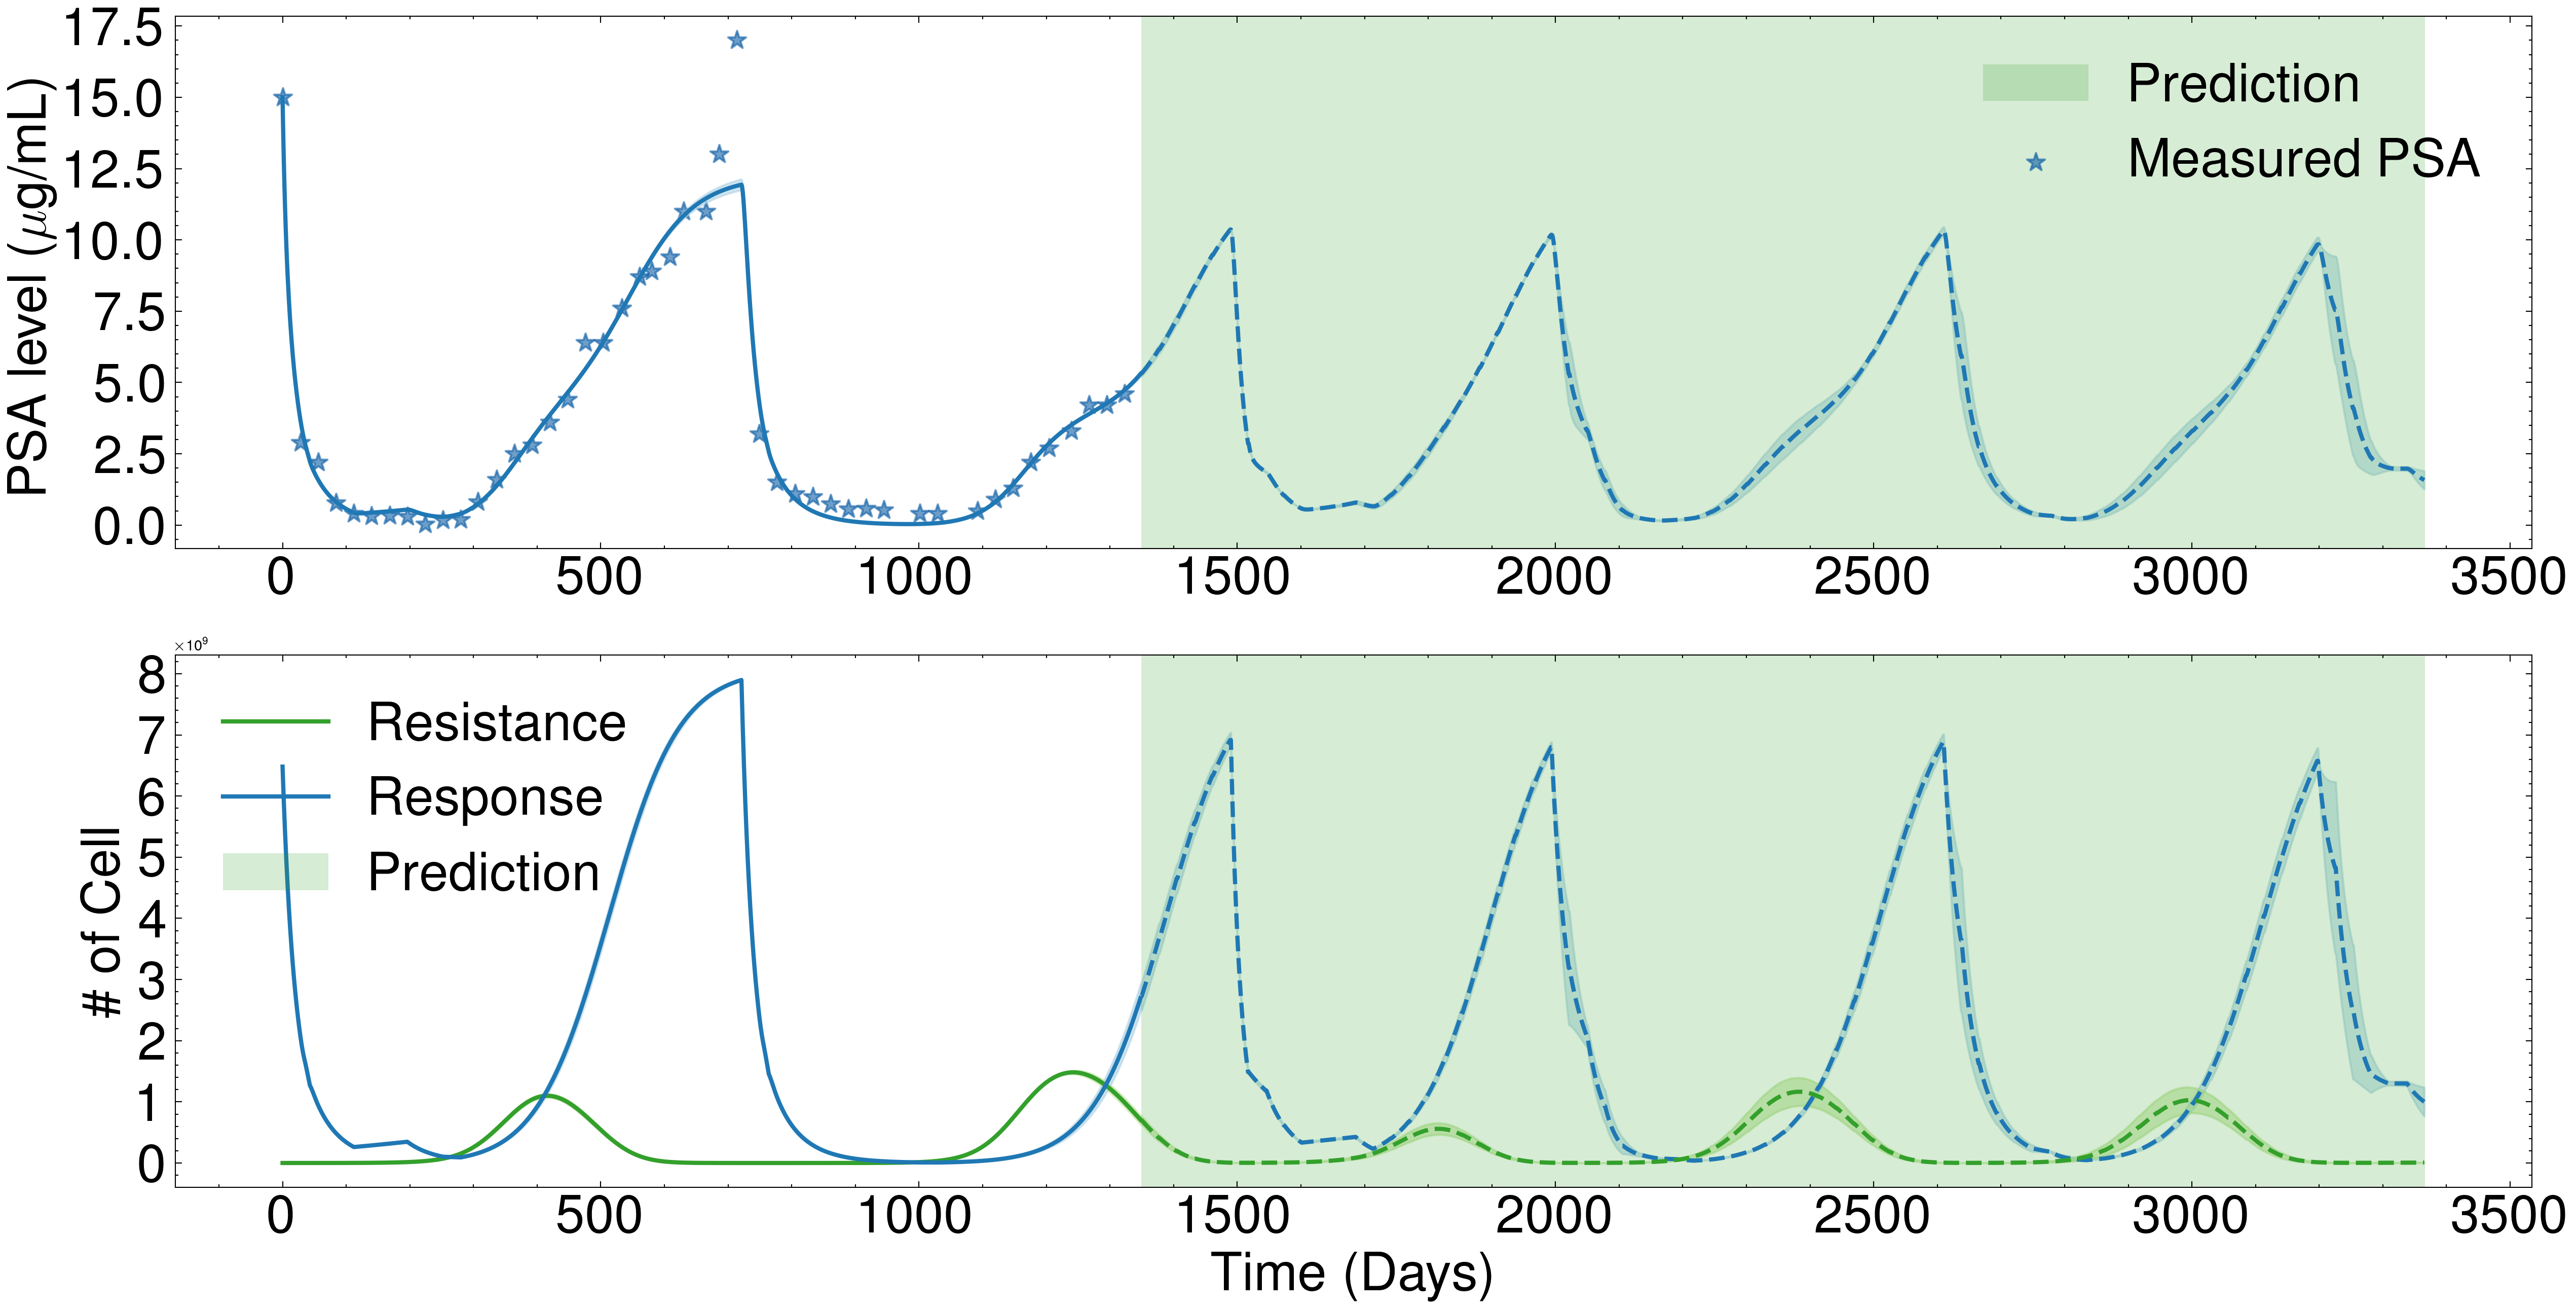 PSA level (μg/mL)
17.5
15.0
12.5
10.0
7.5
5.0
2.5
0.0
Prediction
Measured PSA
0 500 1000 1500 2000 2500 3000 3500
×10⁹
# of Cell
8
7
6
5
4
3
2
1
0
Resistance
Response
Prediction
0 500 1000 1500 2000 2500 3000 3500
Time (Days)